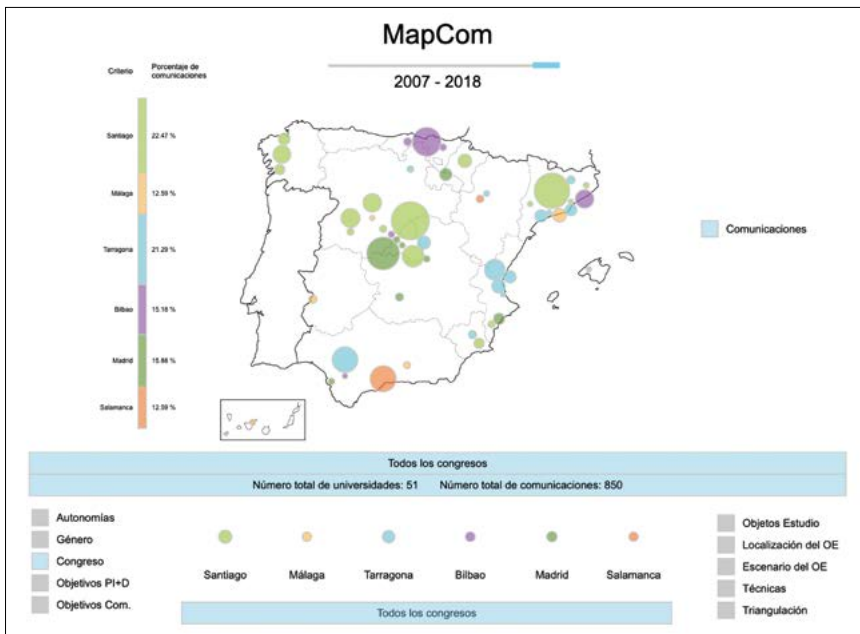 MapCom
2007 - 2018
Criterio
Porcentaje de
comunicaciones
Santiago 22.47 %
Málaga 12.59 %
Tarragona 21.29 %
Bilbao 15.18 %
Madrid 15.88 %
Salamanca 12.59 %
Comunicaciones
Todos los congresos
Número total de universidades: 51 Número total de comunicaciones: 850
Autonomías
Género
Congreso
Objetivos PI+D
Objetivos Com.
Santiago Málaga Tarragona Bilbao Madrid Salamanca
Todos los congresos
Objetos Estudio
Localización del OE
Escenario del OE
Técnicas
Triangulación